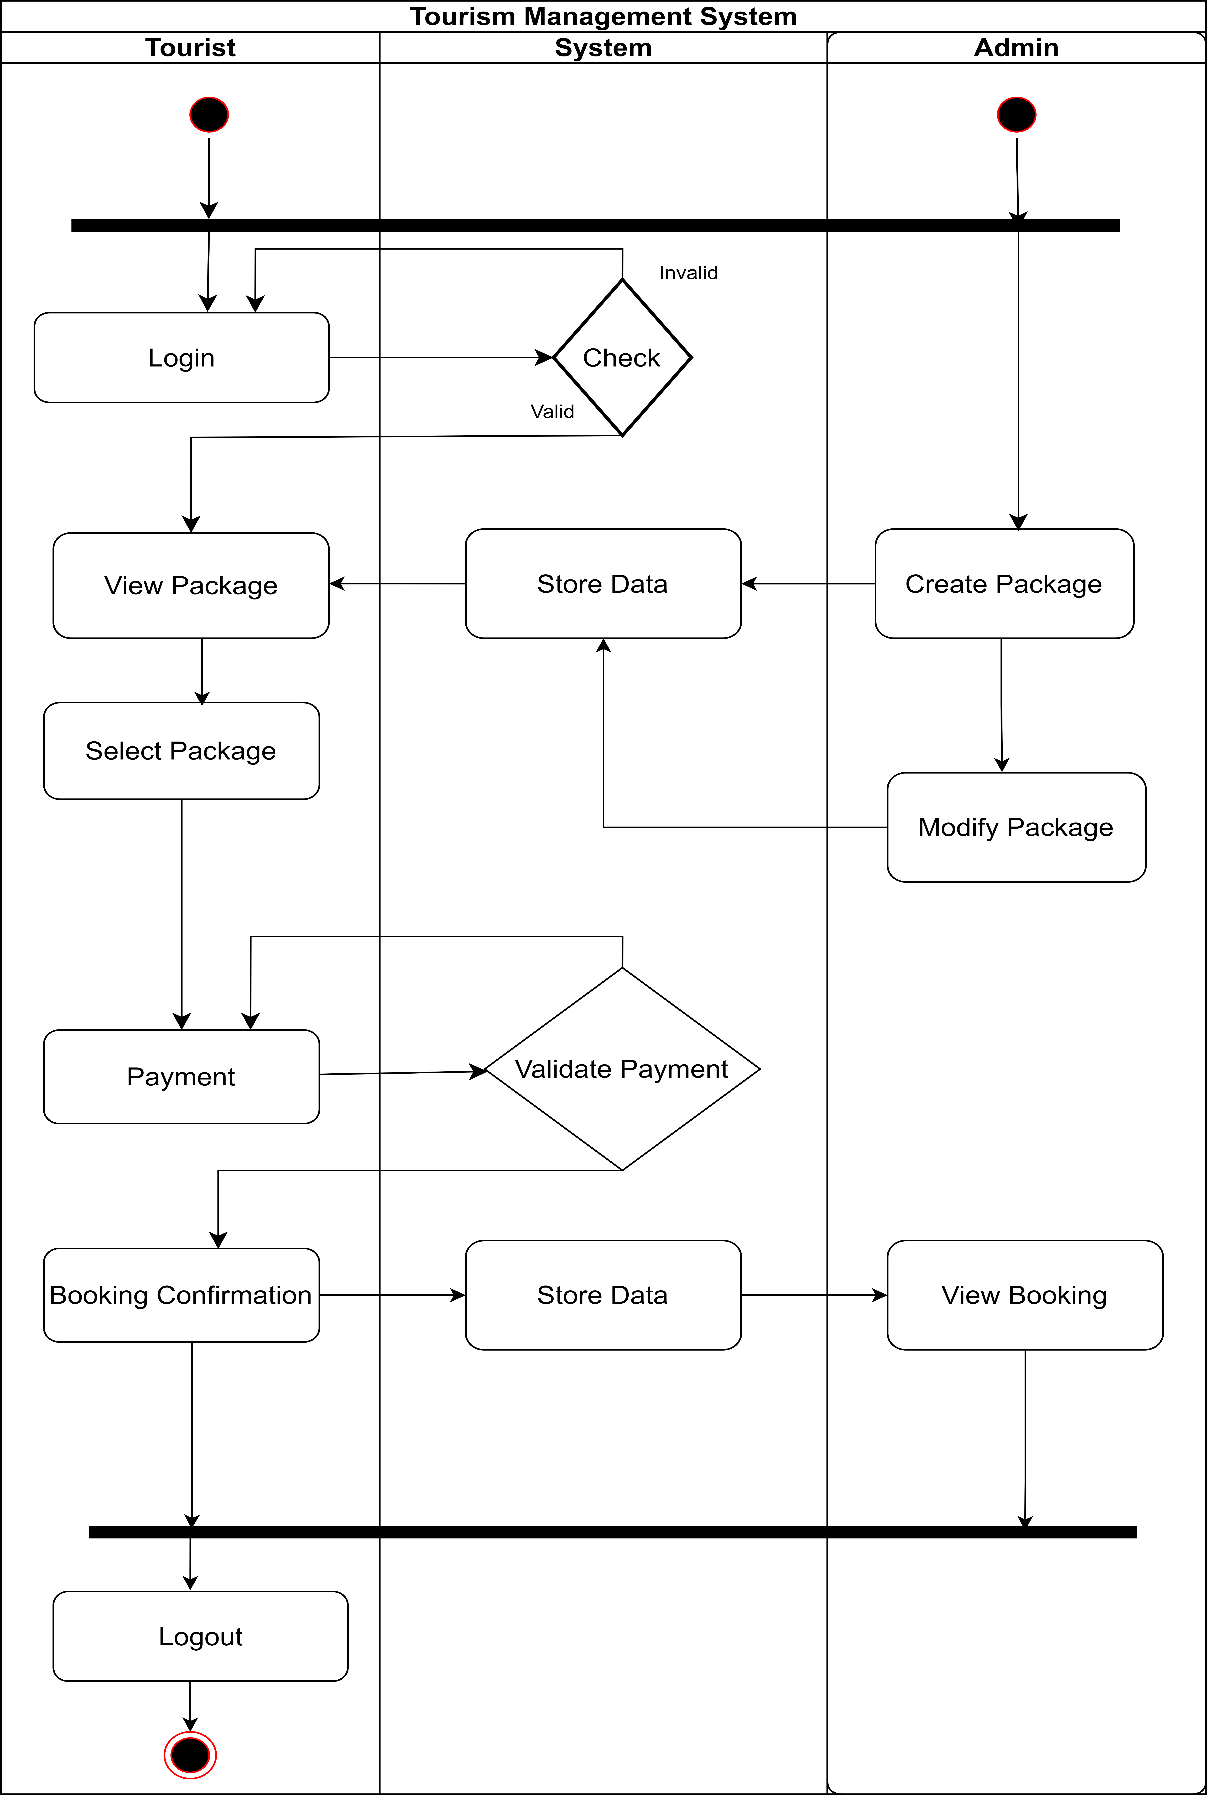 Tourism Management System
Tourist
System
Admin
Invalid
Login
Check
Valid
View Package
Store Data
Create Package
Select Package
Modify Package
Payment
Validate Payment
Booking Confirmation
Store Data
View Booking
Logout